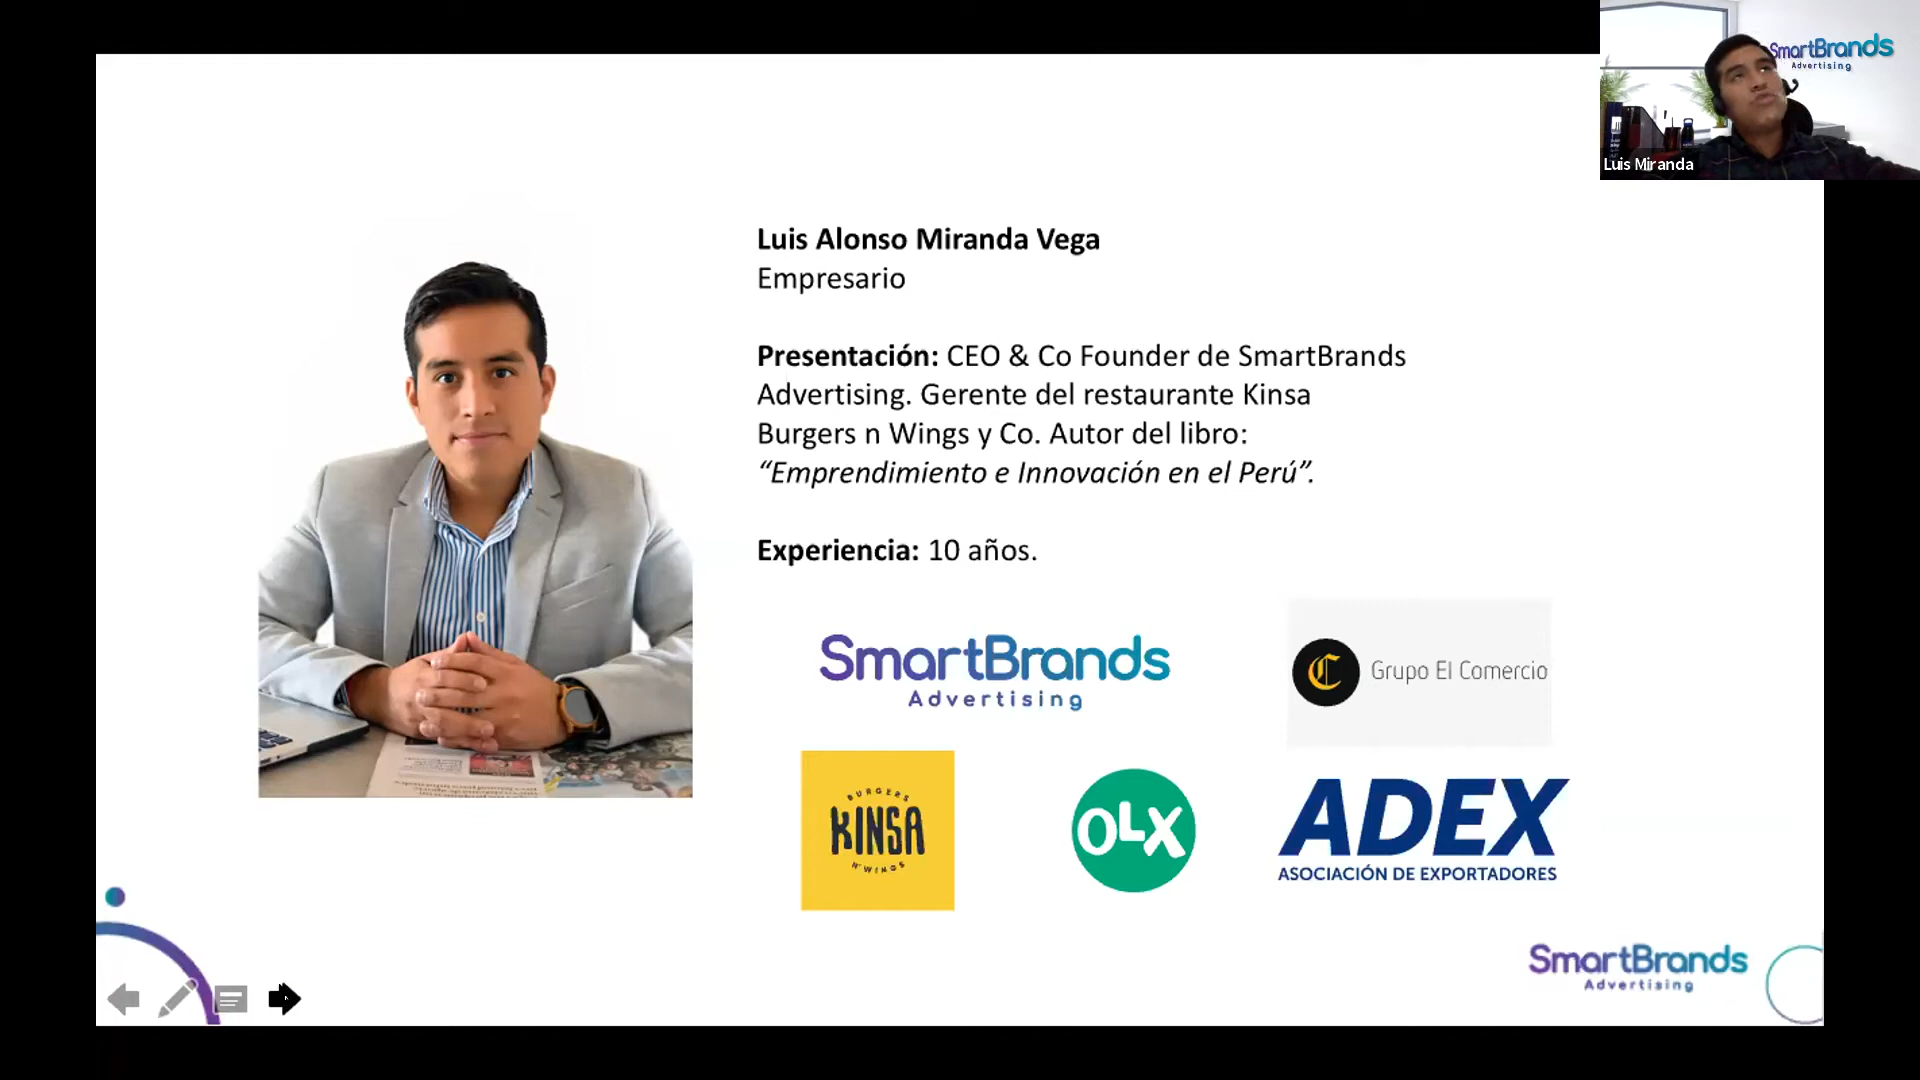 SmartBrands
Advertising
Luis Miranda
Luis Alonso Miranda Vega
Empresario
Presentación: CEO & Co Founder de SmartBrands
Advertising. Gerente del restaurante Kinsa
Burgers n Wings y Co. Autor del libro:
“Emprendimiento e Innovación en el Perú”.
Experiencia: 10 años.
SmartBrands
Advertising
C Grupo El Comercio
BURGERS
KINSA
N' WINGS
OLX
ADEX
ASOCIACIÓN DE EXPORTADORES
SmartBrands
Advertising